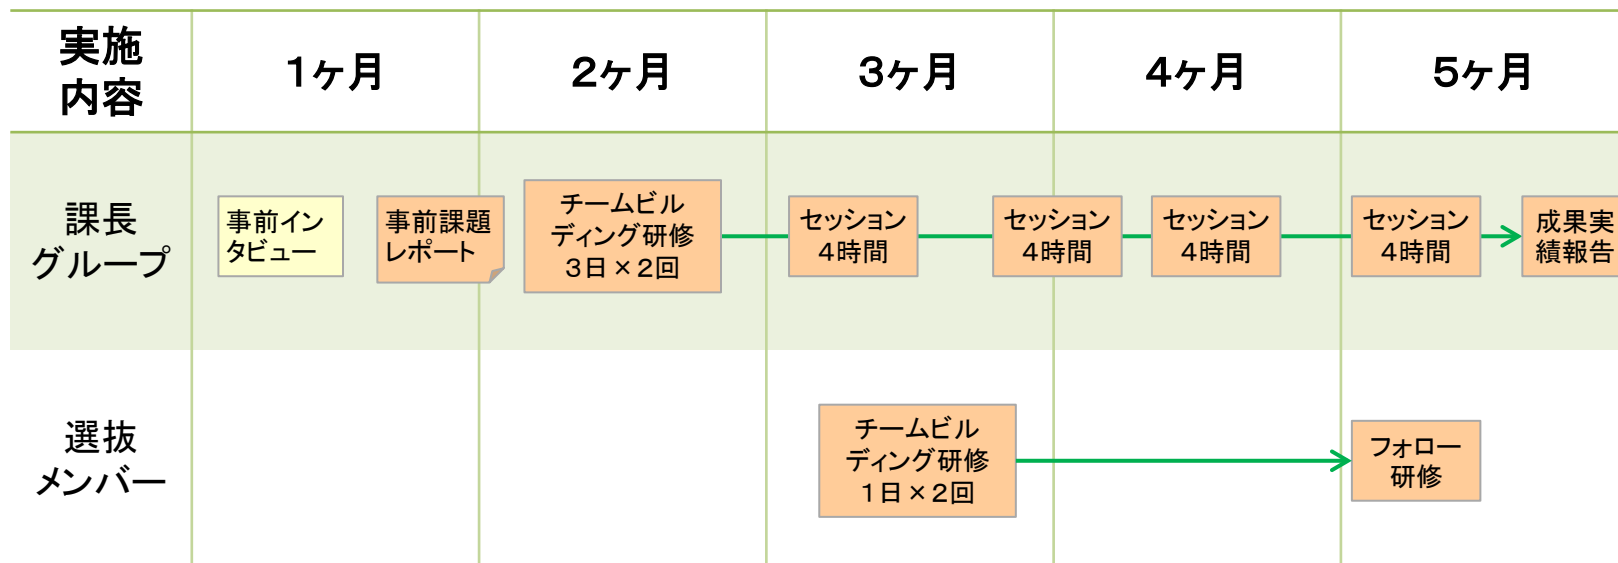 実施
内容
1ヶ月
2ヶ月
3ヶ月
4ヶ月
5ヶ月
課長
グループ
事前イン
タビュー
事前課題
レポート
チームビル
ディング研修
3日×2回
セッション
4時間
セッション
4時間
セッション
4時間
セッション
4時間
成果実
績報告
選抜
メンバー
チームビル
ディング研修
1日×2回
フォロー
研修